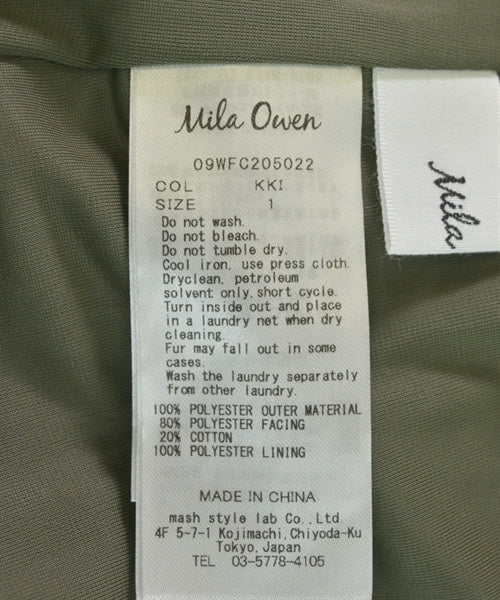 Mila Owen
09WFC205022
COL KKI
SIZE 1
Do not wash.
Do not bleach.
Do not tumble dry.
Cool iron, use press cloth.
Dryclean, petroleum
solvent only, short cycle.
Turn inside out and place
in a laundry net when dry
cleaning.
Fur may fall out in some
cases.
Wash the laundry separately
from other laundry.
100% POLYESTER OUTER MATERIAL
80% POLYESTER FACING
20% COTTON
100% POLYESTER LINING
MADE IN CHINA
mash style lab Co., Ltd.
4F 5-7-1 Kojimachi, Chiyoda-Ku
Tokyo, Japan
TEL 03-5778-4105
Mila